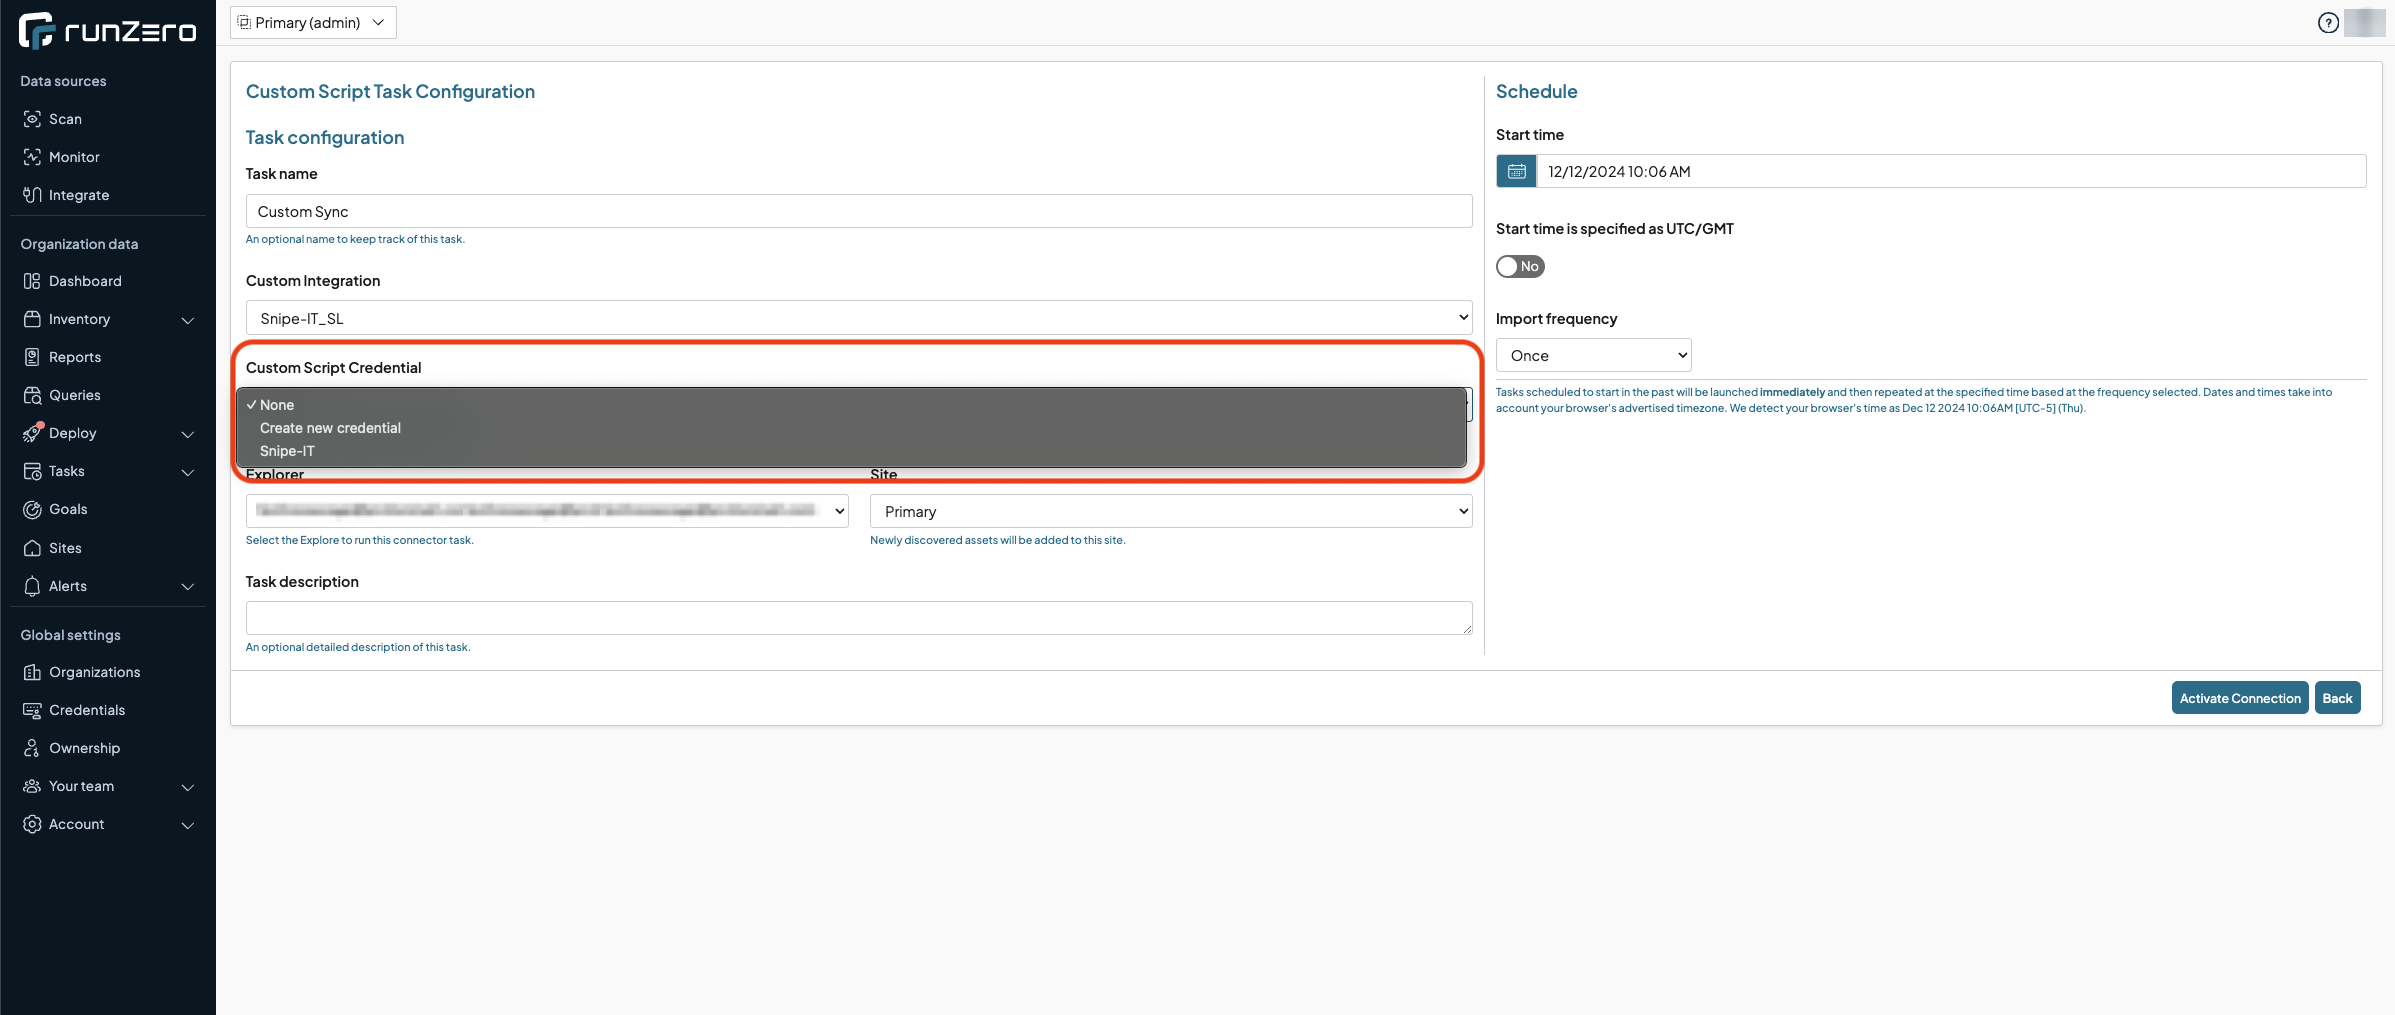 runZero
Primary (admin)
?
Data sources
Scan
Monitor
Integrate
Organization data
Dashboard
Inventory
Reports
Queries
Deploy
Tasks
Goals
Sites
Alerts
Global settings
Organizations
Credentials
Ownership
Your team
Account
Custom Script Task Configuration
Task configuration
Task name
Custom Sync
An optional name to keep track of this task.
Custom Integration
Snipe-IT_SL
Custom Script Credential
✓ None
Create new credential
Snipe-IT
Explorer
Site
Primary
Select the Explore to run this connector task.
Newly discovered assets will be added to this site.
Task description
An optional detailed description of this task.
Schedule
Start time
12/12/2024 10:06 AM
Start time is specified as UTC/GMT
No
Import frequency
Once
Tasks scheduled to start in the past will be launched immediately and then repeated at the specified time based at the frequency selected. Dates and times take into
account your browser's advertised timezone. We detect your browser's time as Dec 12 2024 10:06AM [UTC-5] (Thu).
Activate Connection
Back